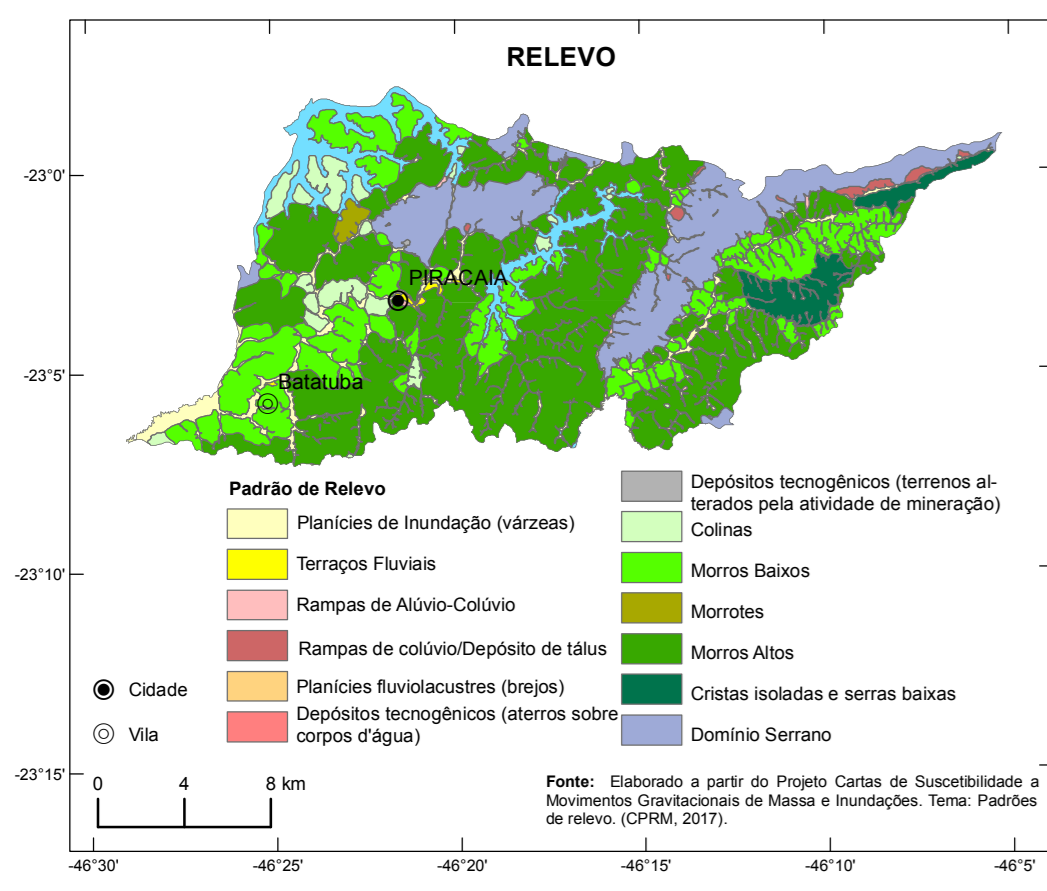 RELEVO
-23°0'
PIRACAIA
-23°5'
Batatuba
Padrão de Relevo
Planícies de Inundação (várzeas)
Terraços Fluviais
Rampas de Alúvio-Colúvio
Rampas de colúvio/Depósito de tálus
Planícies fluviolacustres (brejos)
Depósitos tecnogênicos (aterros sobre
corpos d'água)
Depósitos tecnogênicos (terrenos al-
terados pela atividade de mineração)
Colinas
Morros Baixos
Morrotes
Morros Altos
Cristas isoladas e serras baixas
Domínio Serrano
-23°10'
Cidade
Vila
-23°15'
0 4 8 km
Fonte: Elaborado a partir do Projeto Cartas de Suscetibilidade a
Movimentos Gravitacionais de Massa e Inundações. Tema: Padrões
de relevo. (CPRM, 2017).
-46°30' -46°25' -46°20' -46°15' -46°10' -46°5'